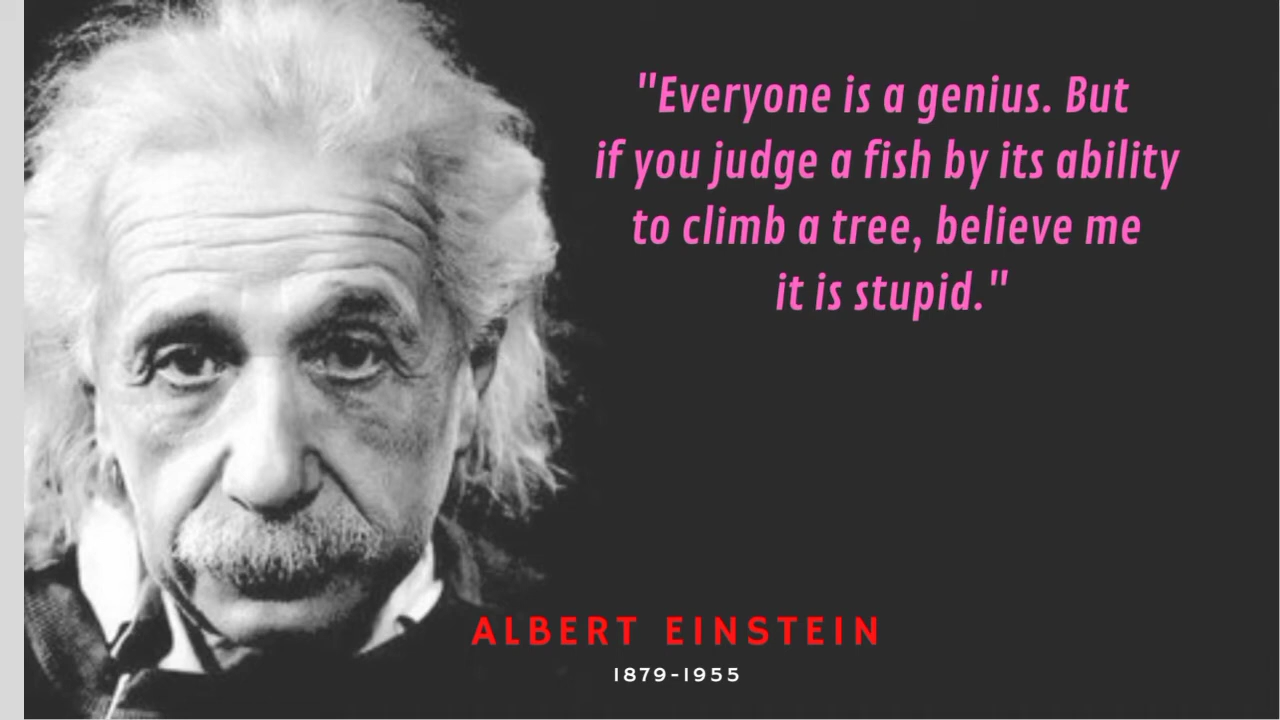 "Everyone is a genius. But
if you judge a fish by its ability
to climb a tree, believe me
it is stupid."
ALBERT EINSTEIN
1879-1955